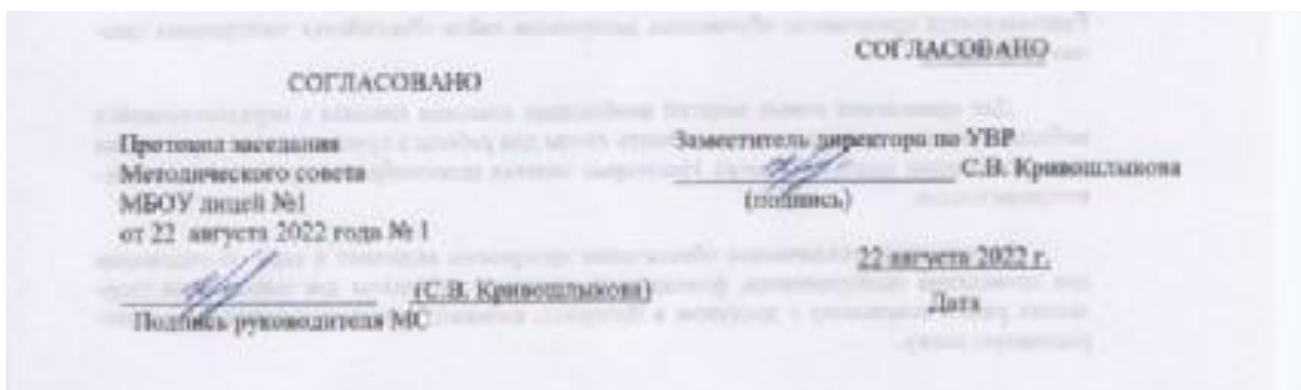 СОГЛАСОВАНО
Протокол заседания
Методического совета
МБОУ лицей №1
от 22 августа 2022 года № 1
(С.В. Кривошлыкова)
Подпись руководителя МС
СОГЛАСОВАНО
Заместитель директора по УВР
С.В. Кривошлыкова
(подпись)
22 августа 2022 г.
Дата